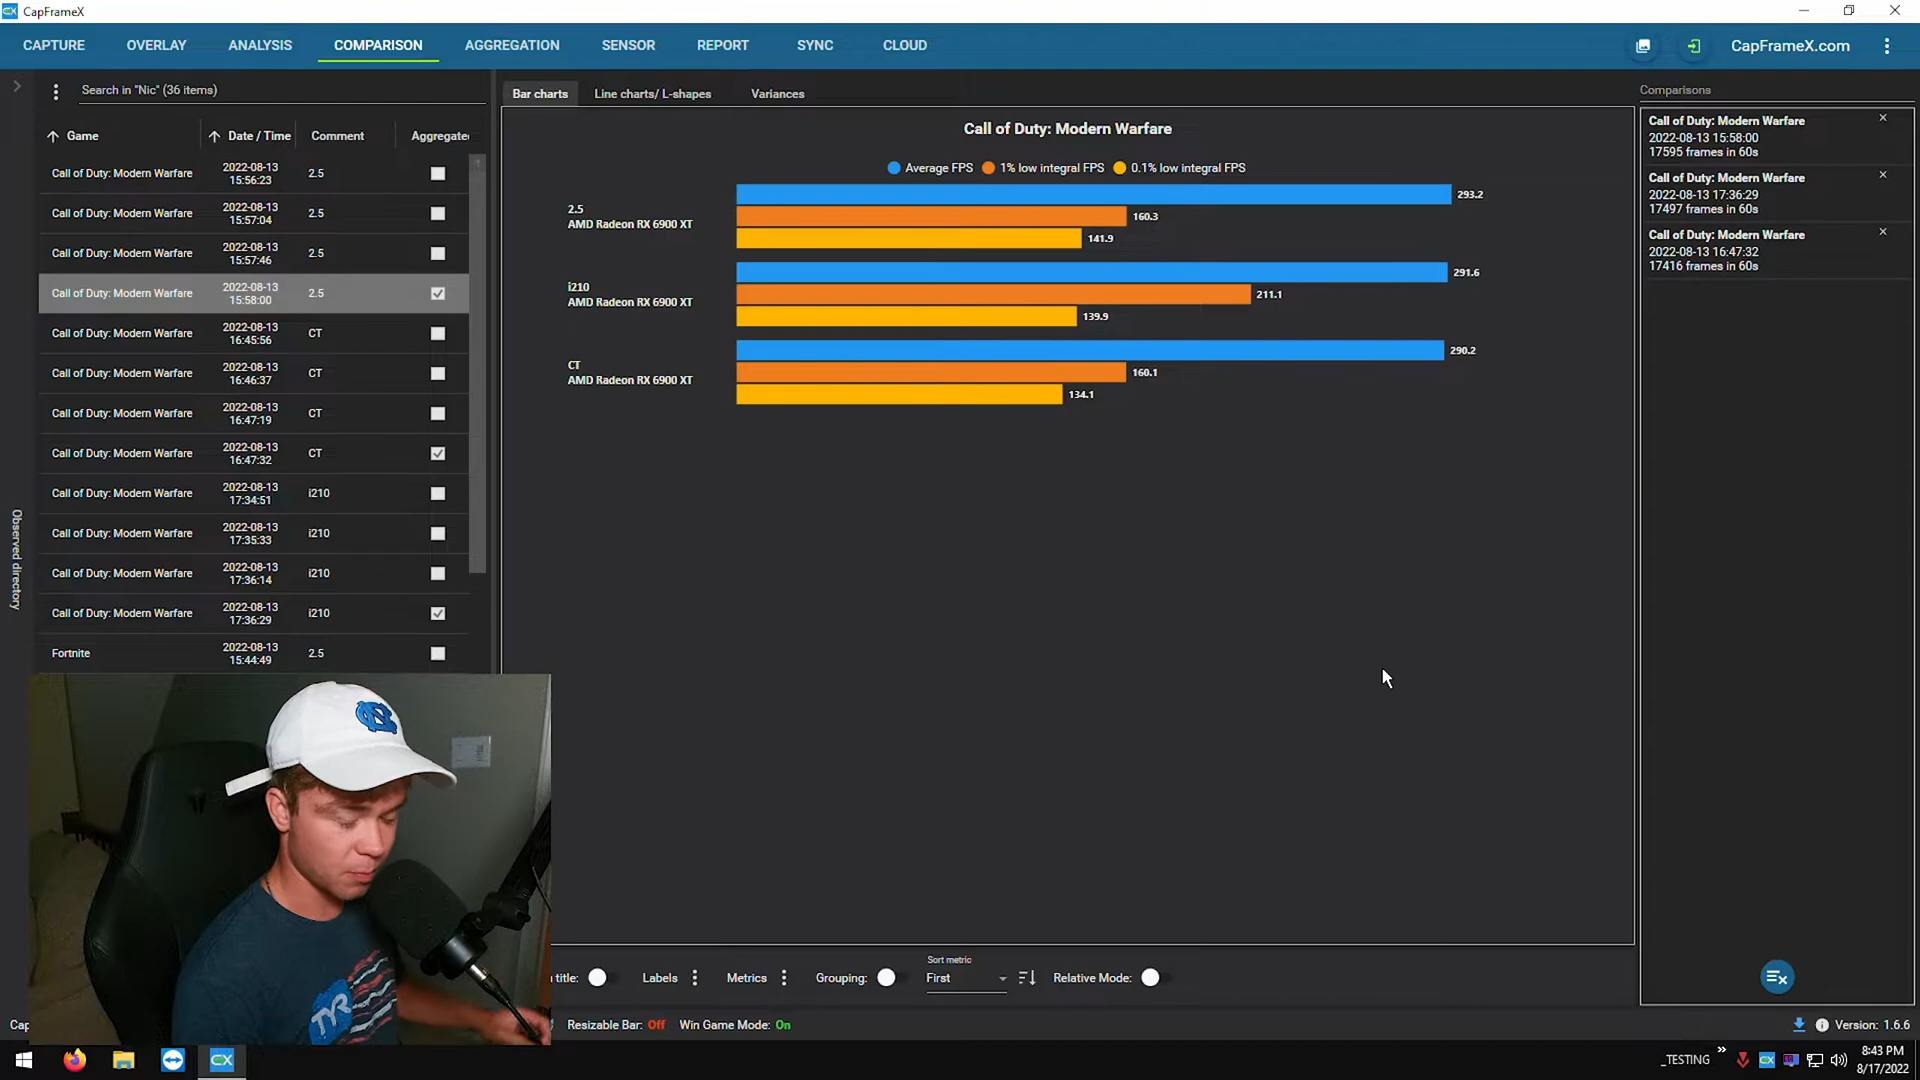 CapFrameX
CAPTURE OVERLAY ANALYSIS COMPARISON AGGREGATION SENSOR REPORT SYNC CLOUD CapFrameX.com
Search in "Nic" (36 items)
Game Date / Time Comment Aggregate
Call of Duty: Modern Warfare 2022-08-13 15:56:23 2.5
Call of Duty: Modern Warfare 2022-08-13 15:57:04 2.5
Call of Duty: Modern Warfare 2022-08-13 15:57:46 2.5
Call of Duty: Modern Warfare 2022-08-13 15:58:00 2.5
Call of Duty: Modern Warfare 2022-08-13 16:45:56 CT
Call of Duty: Modern Warfare 2022-08-13 16:46:37 CT
Call of Duty: Modern Warfare 2022-08-13 16:47:19 CT
Call of Duty: Modern Warfare 2022-08-13 16:47:32 CT
Call of Duty: Modern Warfare 2022-08-13 17:34:51 i210
Call of Duty: Modern Warfare 2022-08-13 17:35:33 i210
Call of Duty: Modern Warfare 2022-08-13 17:36:14 i210
Call of Duty: Modern Warfare 2022-08-13 17:36:29 i210
Fortnite 2022-08-13 15:44:49 2.5
Observed directory
Bar charts Line charts/ L-shapes Variances
Call of Duty: Modern Warfare
Average FPS 1% low integral FPS 0.1% low integral FPS
2.5
AMD Radeon RX 6900 XT
293.2
160.3
141.9
i210
AMD Radeon RX 6900 XT
291.6
211.1
139.9
CT
AMD Radeon RX 6900 XT
290.2
160.1
134.1
Comparisons
Call of Duty: Modern Warfare
2022-08-13 15:58:00
17595 frames in 60s
Call of Duty: Modern Warfare
2022-08-13 17:36:29
17497 frames in 60s
Call of Duty: Modern Warfare
2022-08-13 16:47:32
17416 frames in 60s
NC
TYR
title: Labels Metrics Grouping: Sort metric First Relative Mode:
Cap Resizable Bar: Off Win Game Mode: On Version: 1.6.6
CX
_TESTING
8:43 PM
8/17/2022